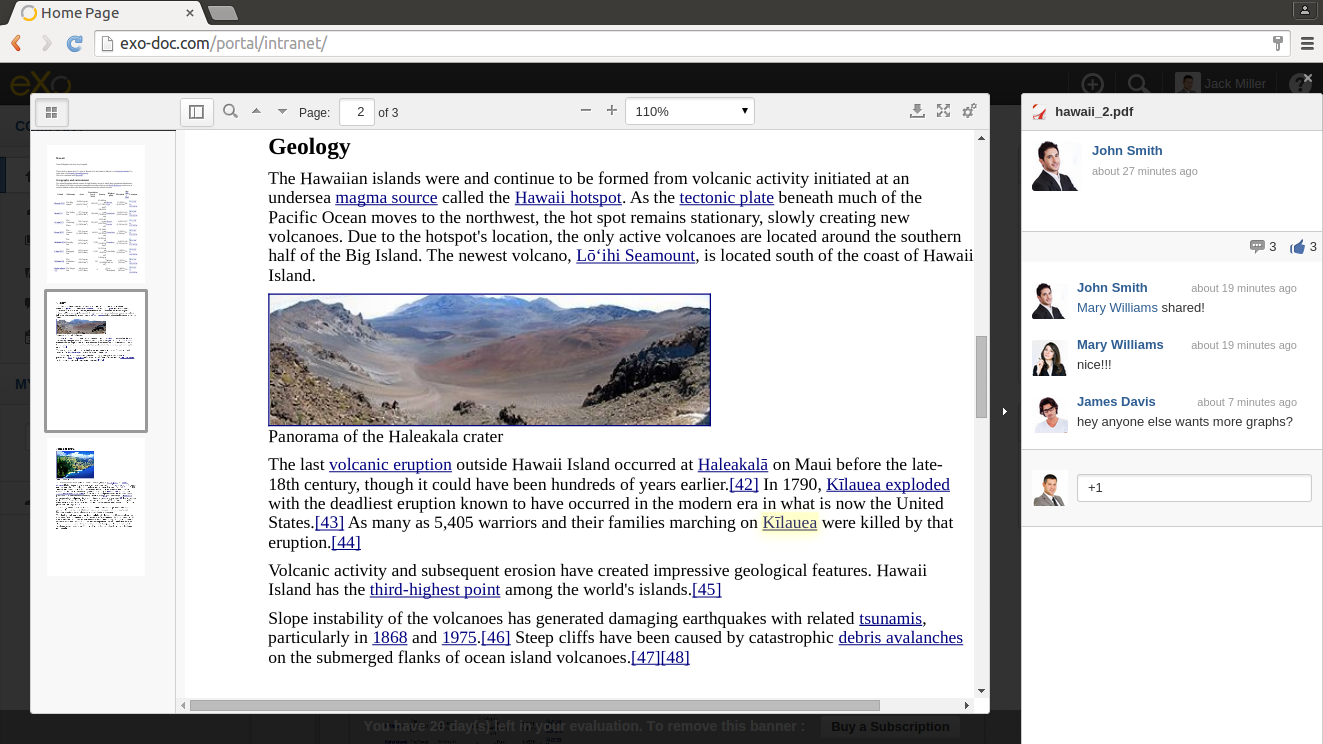 Home Page
exo-doc.com/portal/intranet/
eXo
Jack Miller
Page: 2 of 3
110%
Geology
The Hawaiian islands were and continue to be formed from volcanic activity initiated at an
undersea magma source called the Hawaii hotspot. As the tectonic plate beneath much of the
Pacific Ocean moves to the northwest, the hot spot remains stationary, slowly creating new
volcanoes. Due to the hotspot's location, the only active volcanoes are located around the southern
half of the Big Island. The newest volcano, Lōʻihi Seamount, is located south of the coast of Hawaii
Island.
Panorama of the Haleakala crater
The last volcanic eruption outside Hawaii Island occurred at Haleakalā on Maui before the late-
18th century, though it could have been hundreds of years earlier.[42] In 1790, Kīlauea exploded
with the deadliest eruption known to have occurred in the modern era in what is now the United
States.[43] As many as 5,405 warriors and their families marching on Kīlauea were killed by that
eruption.[44]
Volcanic activity and subsequent erosion have created impressive geological features. Hawaii
Island has the third-highest point among the world's islands.[45]
Slope instability of the volcanoes has generated damaging earthquakes with related tsunamis,
particularly in 1868 and 1975.[46] Steep cliffs have been caused by catastrophic debris avalanches
on the submerged flanks of ocean island volcanoes.[47][48]
hawaii_2.pdf
John Smith
about 27 minutes ago
3 3
John Smith about 19 minutes ago
Mary Williams shared!
Mary Williams about 19 minutes ago
nice!!!
James Davis about 7 minutes ago
hey anyone else wants more graphs?
+1
You have 20 day(s) left in your evaluation. To remove this banner : Buy a Subscription